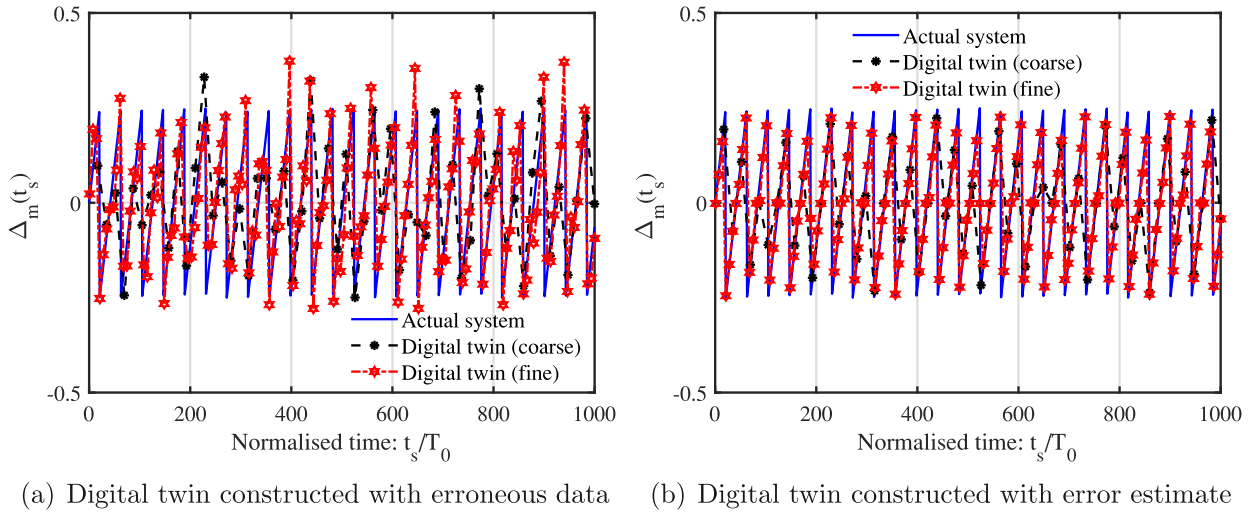 0.5
0
-0.5
Δm(ts)
0 200 400 600 800 1000
Normalised time: ts/T0
Actual system
Digital twin (coarse)
Digital twin (fine)
(a) Digital twin constructed with erroneous data
0.5
0
-0.5
Δm(ts)
0 200 400 600 800 1000
Normalised time: ts/T0
Actual system
Digital twin (coarse)
Digital twin (fine)
(b) Digital twin constructed with error estimate